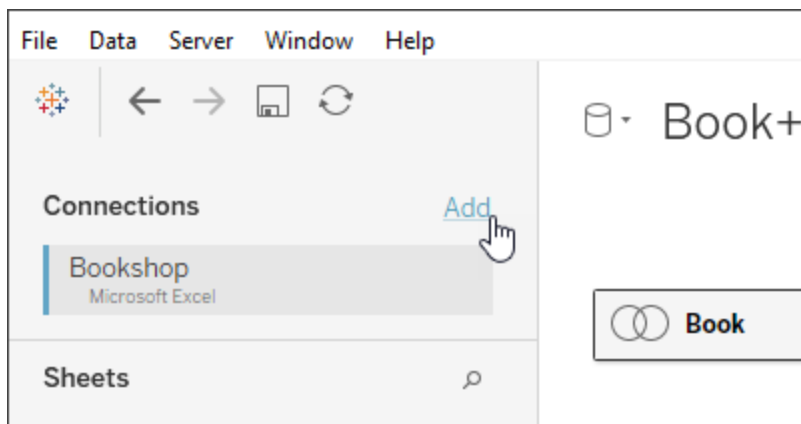 File Data Server Window Help
Book+
Connections Add
Bookshop
Microsoft Excel
Book
Sheets